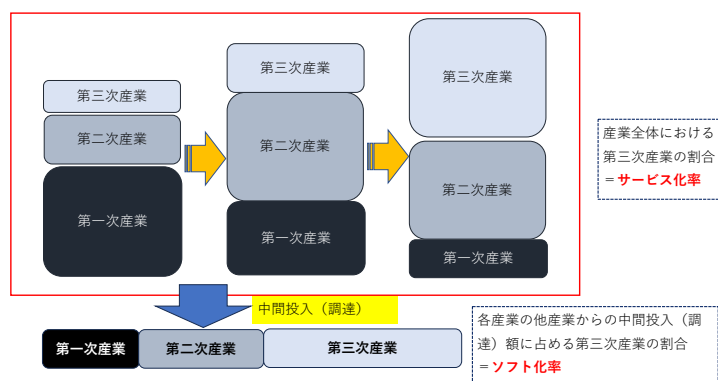 第三次産業
第二次産業
第一次産業
第三次産業
第二次産業
第一次産業
第三次産業
第二次産業
第一次産業
産業全体における
第三次産業の割合
＝サービス化率
中間投入（調達）
第一次産業
第二次産業
第三次産業
各産業の他産業からの中間投入（調
達）額に占める第三次産業の割合
＝ソフト化率